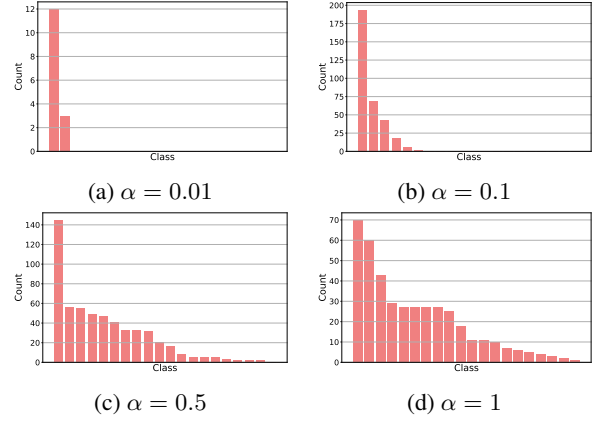 12
10
8
6
4
2
0
Count
Class
(a) α = 0.01
200
175
150
125
100
75
50
25
0
Count
Class
(b) α = 0.1
140
120
100
80
60
40
20
0
Count
Class
(c) α = 0.5
70
60
50
40
30
20
10
0
Count
Class
(d) α = 1